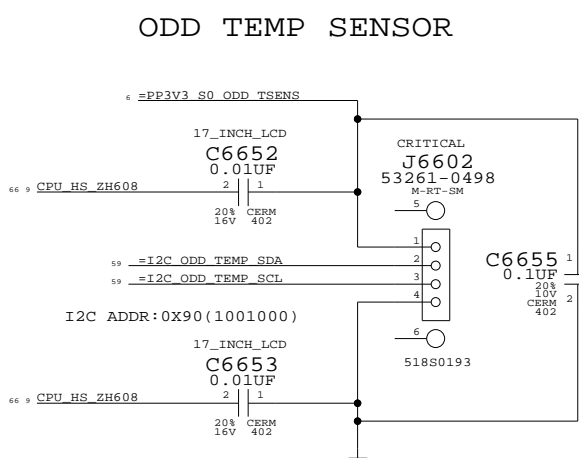 ODD TEMP SENSOR
6 =PP3V3_S0_ODD_TSENS
17_INCH_LCD
C6652
0.01UF
66 9 CPU_HS_ZH608
2 1
20% CERM
16V 402
CRITICAL
J6602
53261-0498
M-RT-SM
5
1
59 =I2C_ODD_TEMP_SDA
2
59 =I2C_ODD_TEMP_SCL
3
4
C6655 1
0.1UF
20%
10V 2
CERM
402
I2C ADDR:0X90(1001000)
6
518S0193
17_INCH_LCD
C6653
0.01UF
66 9 CPU_HS_ZH608
2 1
20% CERM
16V 402